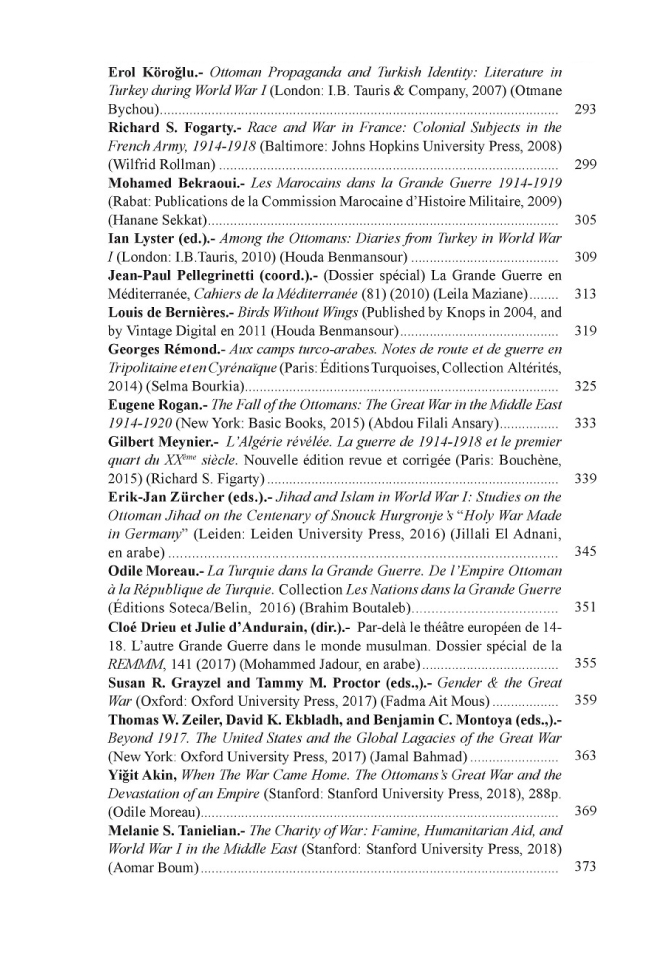 Erol Köroğlu.- Ottoman Propaganda and Turkish Identity: Literature in
Turkey during World War I (London: I.B. Tauris & Company, 2007) (Otmane
Bychou)................................................................ 293
Richard S. Fogarty.- Race and War in France: Colonial Subjects in the
French Army, 1914-1918 (Baltimore: Johns Hopkins University Press, 2008)
(Wilfrid Rollman) ................................................................ 299
Mohamed Bekraoui.- Les Marocains dans la Grande Guerre 1914-1919
(Rabat: Publications de la Commission Marocaine d'Histoire Militaire, 2009)
(Hanane Sekkat)................................................................ 305
Ian Lyster (ed.).- Among the Ottomans: Diaries from Turkey in World War
I (London: I.B.Tauris, 2010) (Houda Benmansour) ........................................ 309
Jean-Paul Pellegrinetti (coord.).- (Dossier spécial) La Grande Guerre en
Méditerranée, Cahiers de la Méditerranée (81) (2010) (Leila Maziane)........ 313
Louis de Bernières.- Birds Without Wings (Published by Knops in 2004, and
by Vintage Digital en 2011 (Houda Benmansour)........................................... 319
Georges Rémond.- Aux camps turco-arabes. Notes de route et de guerre en
Tripolitaine et en Cyrénaïque (Paris: Éditions Turquoises, Collection Altérités,
2014) (Selma Bourkia)................................................................ 325
Eugene Rogan.- The Fall of the Ottomans: The Great War in the Middle East
1914-1920 (New York: Basic Books, 2015) (Abdou Filali Ansary)................ 333
Gilbert Meynier.- L'Algérie révélée. La guerre de 1914-1918 et le premier
quart du XXème siècle. Nouvelle édition revue et corrigée (Paris: Bouchène,
2015) (Richard S. Figarty) ................................................................ 339
Erik-Jan Zürcher (eds.).- Jihad and Islam in World War I: Studies on the
Ottoman Jihad on the Centenary of Snouck Hurgronje's “Holy War Made
in Germany” (Leiden: Leiden University Press, 2016) (Jillali El Adnani,
en arabe) ................................................................ 345
Odile Moreau.- La Turquie dans la Grande Guerre. De l'Empire Ottoman
à la République de Turquie. Collection Les Nations dans la Grande Guerre
(Éditions Soteca/Belin, 2016) (Brahim Boutaleb).................................... 351
Cloé Drieu et Julie d'Andurain, (dir.).- Par-delà le théâtre européen de 14-
18. L'autre Grande Guerre dans le monde musulman. Dossier spécial de la
REMMM, 141 (2017) (Mohammed Jadour, en arabe)..................................... 355
Susan R. Grayzel and Tammy M. Proctor (eds.,).- Gender & the Great
War (Oxford: Oxford University Press, 2017) (Fadma Ait Mous) .................. 359
Thomas W. Zeiler, David K. Ekbladh, and Benjamin C. Montoya (eds.,).-
Beyond 1917. The United States and the Global Lagacies of the Great War
(New York: Oxford University Press, 2017) (Jamal Bahmad) ........................ 363
Yiğit Akin, When The War Came Home. The Ottomans's Great War and the
Devastation of an Empire (Stanford: Stanford University Press, 2018), 288p.
(Odile Moreau)................................................................ 369
Melanie S. Tanielian.- The Charity of War: Famine, Humanitarian Aid, and
World War I in the Middle East (Stanford: Stanford University Press, 2018)
(Aomar Boum)................................................................ 373